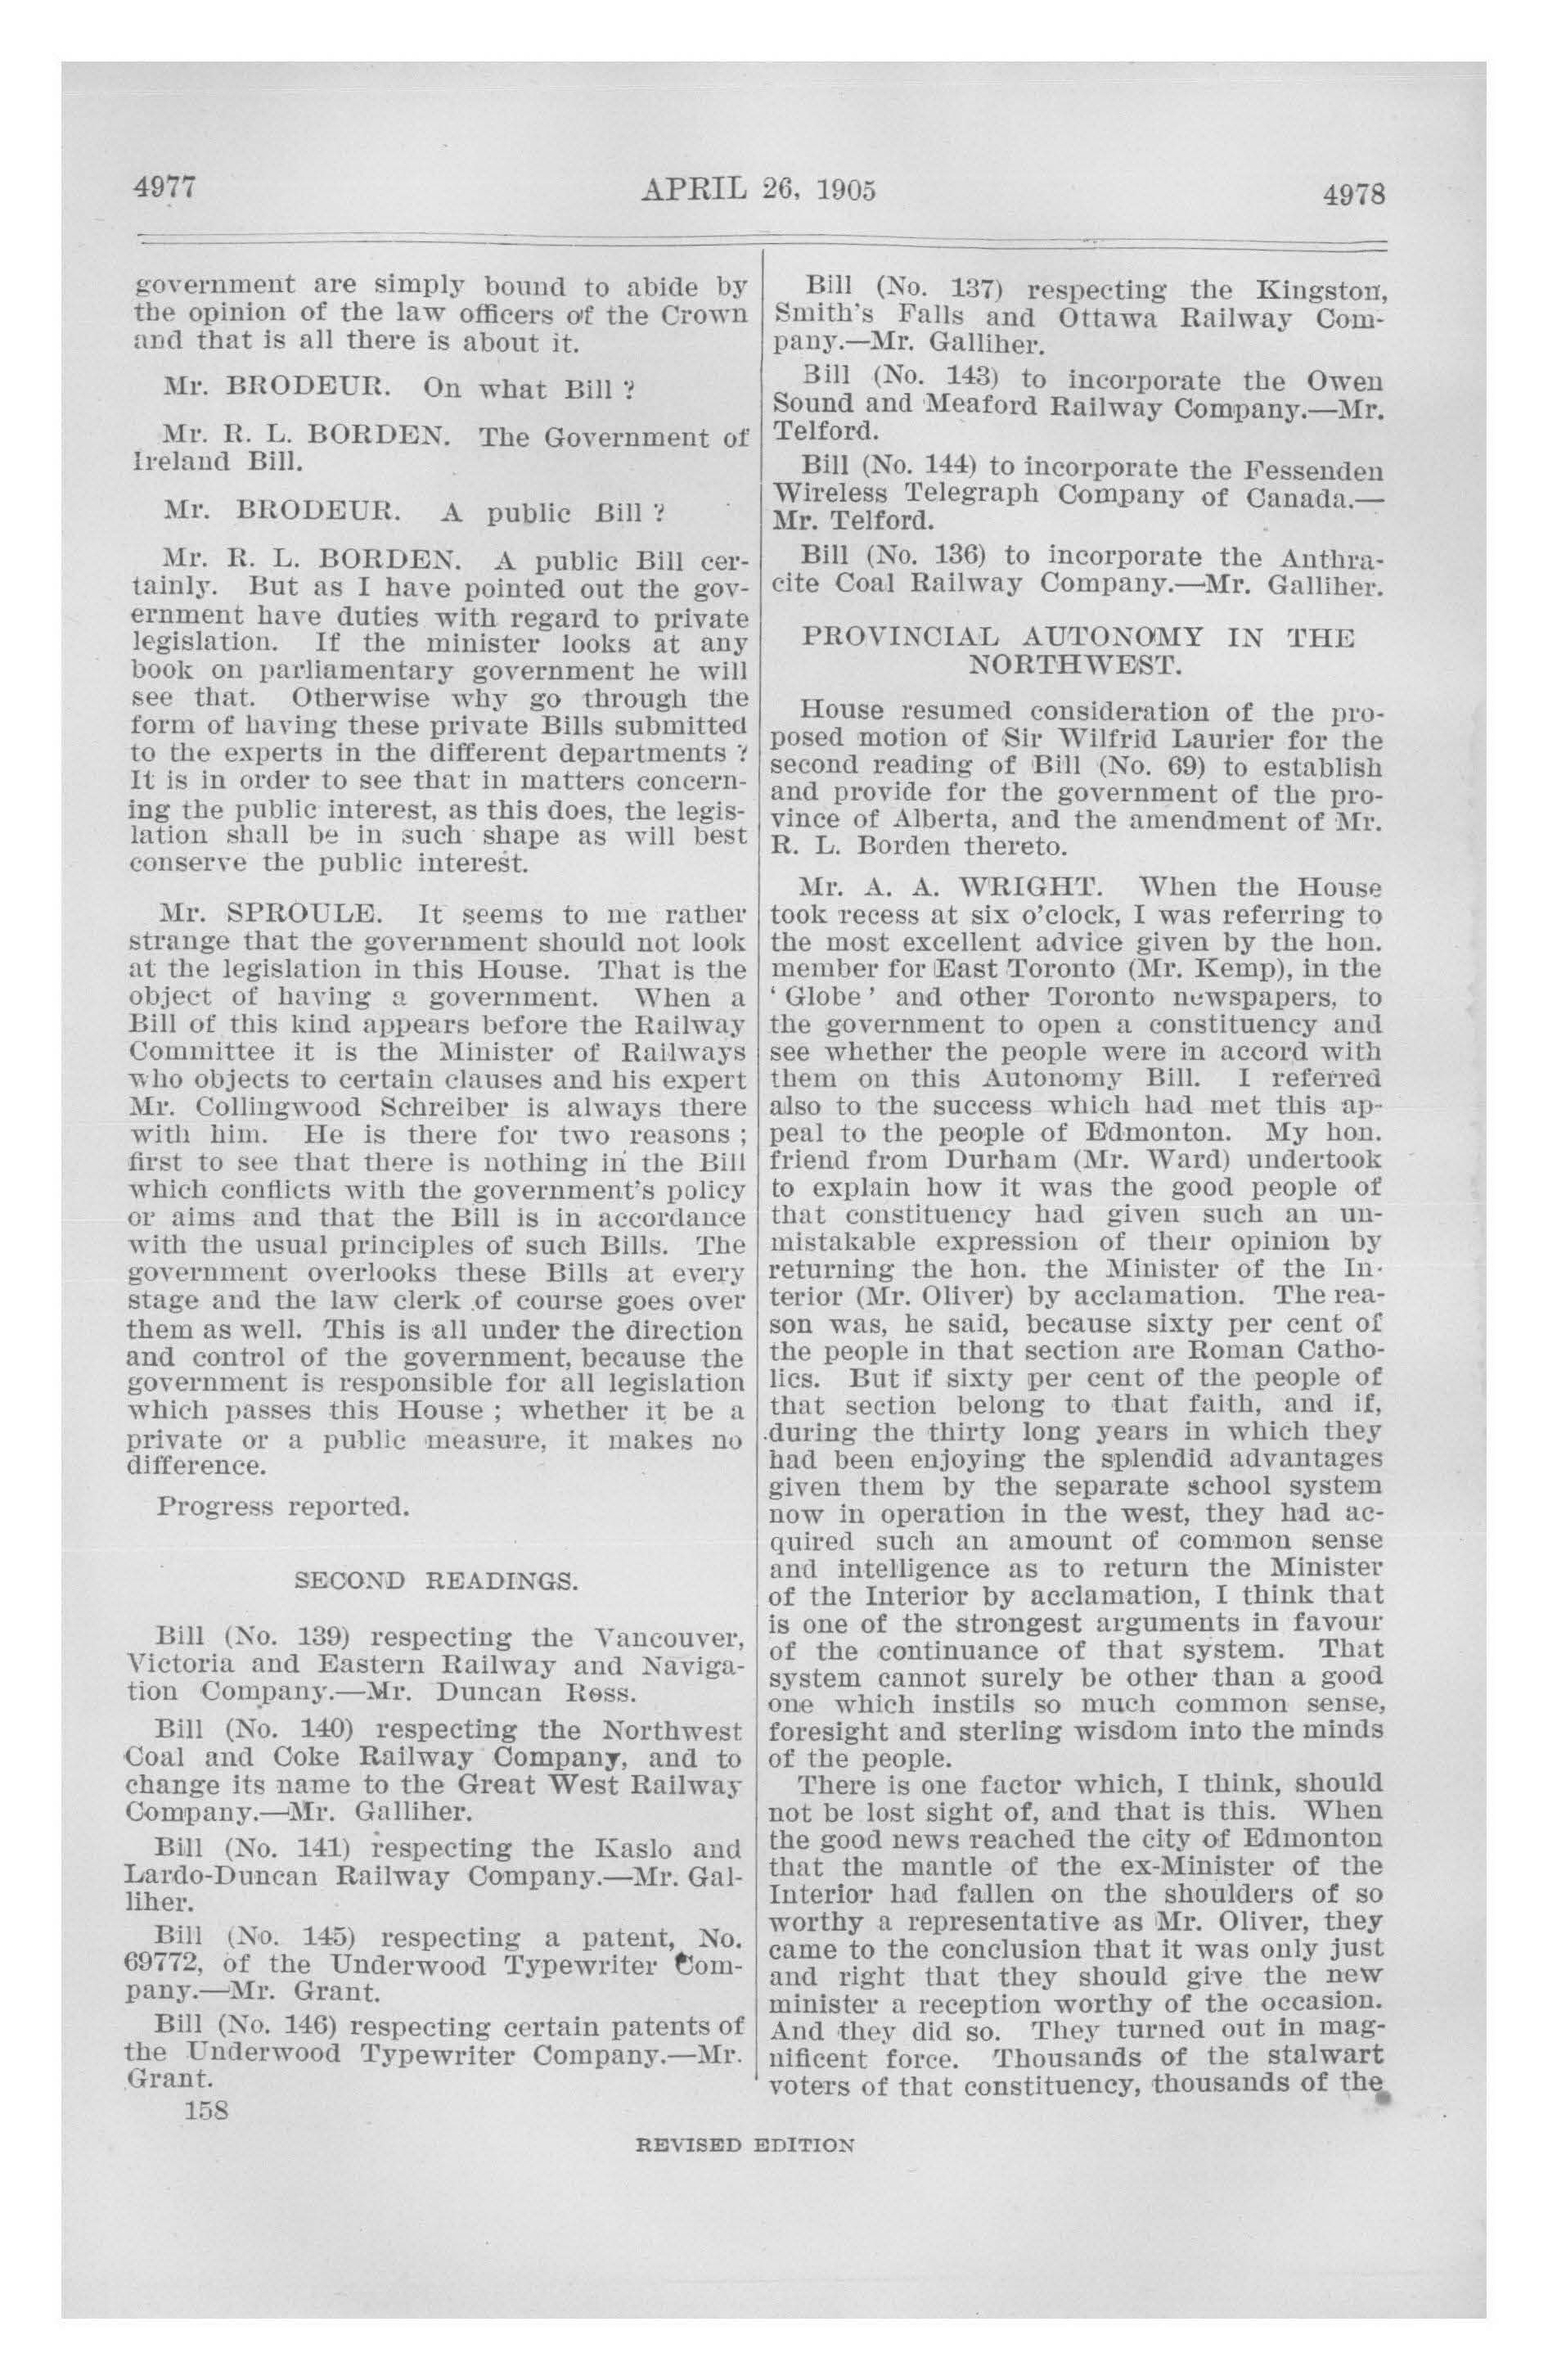 4977
APRIL 26, 1905
4978
government are simply bound to abide by
the opinion of the law officers of the Crown
and that is all there is about it.
Mr. BRODEUR. On what Bill ?
Mr. R. L. BORDEN. The Government of
Ireland Bill.
Mr. BRODEUR. A public Bill ?
Mr. R. L. BORDEN. A public Bill cer-
tainly. But as I have pointed out the gov-
ernment have duties with regard to private
legislation. If the minister looks at any
book on parliamentary government he will
see that. Otherwise why go through the
form of having these private Bills submitted
to the experts in the different departments ?
It is in order to see that in matters concern-
ing the public interest, as this does, the legis-
lation shall be in such shape as will best
conserve the public interest.
Mr. SPROULE. It seems to me rather
strange that the government should not look
at the legislation in this House. That is the
object of having a government. When a
Bill of this kind appears before the Railway
Committee it is the Minister of Railways
who objects to certain clauses and his expert
Mr. Collingwood Schreiber is always there
with him. He is there for two reasons ;
first to see that there is nothing in the Bill
which conflicts with the government's policy
or aims and that the Bill is in accordance
with the usual principles of such Bills. The
government overlooks these Bills at every
stage and the law clerk of course goes over
them as well. This is all under the direction
and control of the government, because the
government is responsible for all legislation
which passes this House ; whether it be a
private or a public measure, it makes no
difference.
Progress reported.
SECOND READINGS.
Bill (No. 139) respecting the Vancouver,
Victoria and Eastern Railway and Naviga-
tion Company.—Mr. Duncan Ross.
Bill (No. 140) respecting the Northwest
Coal and Coke Railway Company, and to
change its name to the Great West Railway
Company.—Mr. Galliher.
Bill (No. 141) respecting the Kaslo and
Lardo-Duncan Railway Company.—Mr. Gal-
liher.
Bill (No. 145) respecting a patent, No.
69772, of the Underwood Typewriter Com-
pany.—Mr. Grant.
Bill (No. 146) respecting certain patents of
the Underwood Typewriter Company.—Mr.
Grant.
158
Bill (No. 137) respecting the Kingston,
Smith's Falls and Ottawa Railway Com-
pany.—Mr. Galliher.
Bill (No. 143) to incorporate the Owen
Sound and Meaford Railway Company.—Mr.
Telford.
Bill (No. 144) to incorporate the Fessenden
Wireless Telegraph Company of Canada.—
Mr. Telford.
Bill (No. 136) to incorporate the Anthra-
cite Coal Railway Company.—Mr. Galliher.
PROVINCIAL AUTONOMY IN THE
NORTHWEST.
House resumed consideration of the pro-
posed motion of Sir Wilfrid Laurier for the
second reading of Bill (No. 69) to establish
and provide for the government of the pro-
vince of Alberta, and the amendment of Mr.
R. L. Borden thereto.
Mr. A. A. WRIGHT. When the House
took recess at six o'clock, I was referring to
the most excellent advice given by the hon.
member for East Toronto (Mr. Kemp), in the
' Globe ' and other Toronto newspapers, to
the government to open a constituency and
see whether the people were in accord with
them on this Autonomy Bill. I referred
also to the success which had met this ap-
peal to the people of Edmonton. My hon.
friend from Durham (Mr. Ward) undertook
to explain how it was the good people of
that constituency had given such an un-
mistakable expression of their opinion by
returning the hon. the Minister of the In-
terior (Mr. Oliver) by acclamation. The rea-
son was, he said, because sixty per cent of
the people in that section are Roman Catho-
lics. But if sixty per cent of the people of
that section belong to that faith, and if,
during the thirty long years in which they
had been enjoying the splendid advantages
given them by the separate school system
now in operation in the west, they had ac-
quired such an amount of common sense
and intelligence as to return the Minister
of the Interior by acclamation, I think that
is one of the strongest arguments in favour
of the continuance of that system. That
system cannot surely be other than a good
one which instils so much common sense,
foresight and sterling wisdom into the minds
of the people.
There is one factor which, I think, should
not be lost sight of, and that is this. When
the good news reached the city of Edmonton
that the mantle of the ex-Minister of the
Interior had fallen on the shoulders of so
worthy a representative as Mr. Oliver, they
came to the conclusion that it was only just
and right that they should give the new
minister a reception worthy of the occasion.
And they did so. They turned out in mag-
nificent force. Thousands of the stalwart
voters of that constituency, thousands of the
REVISED EDITION